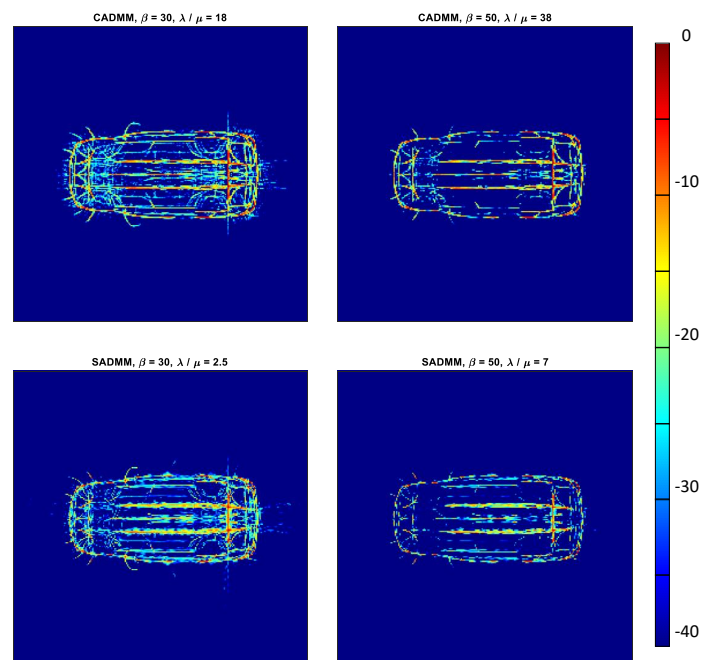 CADMM, β = 30, λ / μ = 18
CADMM, β = 50, λ / μ = 38
SADMM, β = 30, λ / μ = 2.5
SADMM, β = 50, λ / μ = 7
0
-10
-20
-30
-40